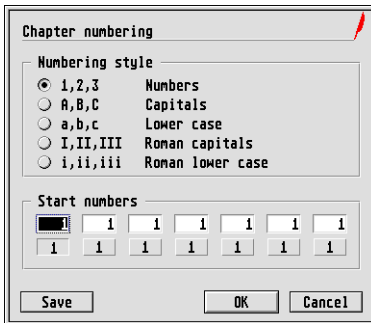 Chapter numbering
Numbering style
1,2,3 Numbers
A,B,C Capitals
a,b,c Lower case
I,II,III Roman capitals
i,ii,iii Roman lower case
Start numbers
1 1 1 1 1 1 1
1 1 1 1 1 1 1
Save OK Cancel